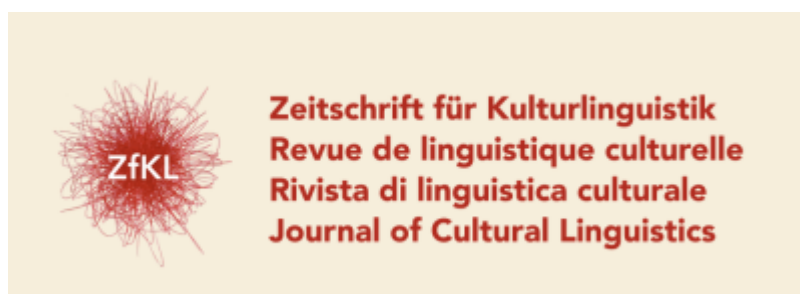 ZfKL
Zeitschrift für Kulturlinguistik
Revue de linguistique culturelle
Rivista di linguistica culturale
Journal of Cultural Linguistics